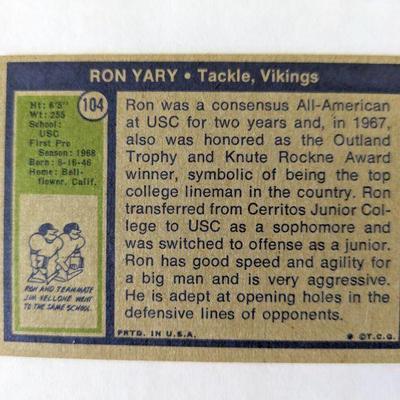 RON YARY • Tackle, Vikings
104
Ht: 6'5"
Wt: 255
School:
USC
First Pro
Season: 1968
Born: 8-16-46
Home: Bell-
flower, Calif.
RON AND TEAMMATE
JIM VELLONE WENT
TO THE SAME SCHOOL.
Ron was a consensus All-American
at USC for two years and, in 1967,
also was honored as the Outland
Trophy and Knute Rockne Award
winner, symbolic of being the top
college lineman in the country. Ron
transferred from Cerritos Junior Col-
lege to USC as a sophomore and
was switched to offense as a junior.
Ron has good speed and agility for
a big man and is very aggressive.
He is adept at opening holes in the
defensive lines of opponents.
PRTD. IN U.S.A.
* ©T.C.G.